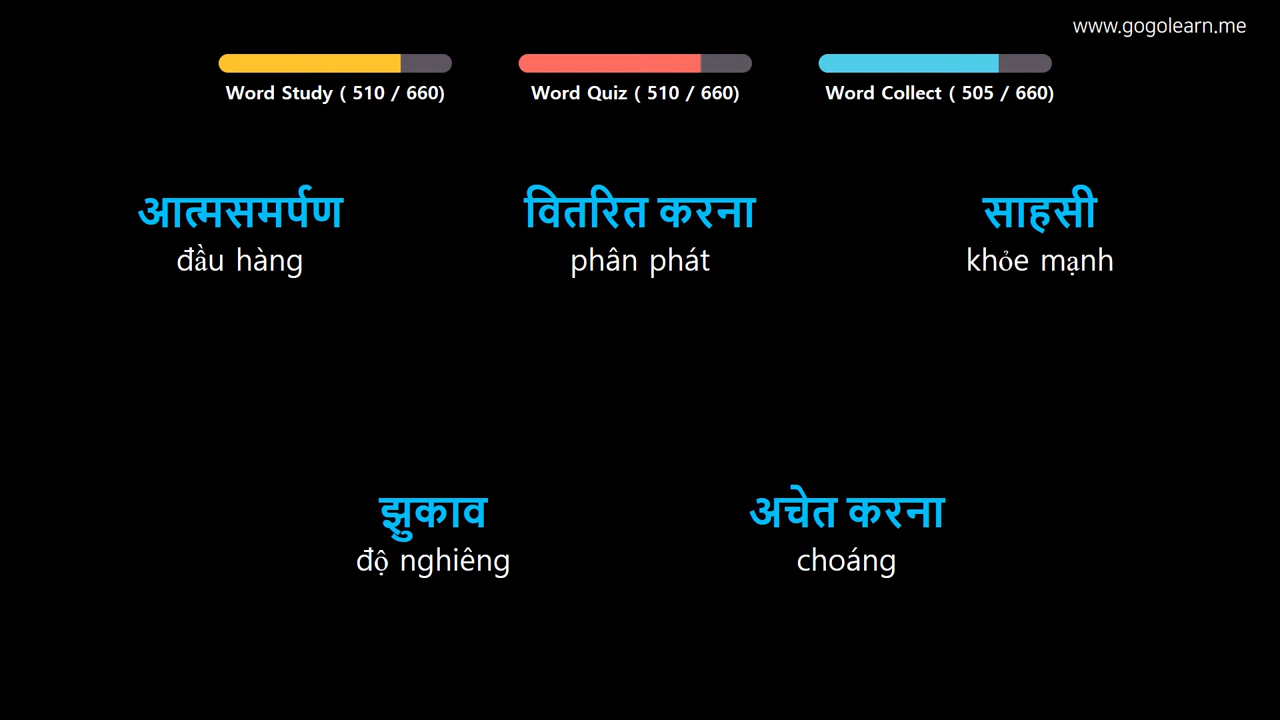 www.gogolearn.me
Word Study ( 510 / 660)
Word Quiz ( 510 / 660)
Word Collect ( 505 / 660)
आत्मसमर्पण
đầu hàng
वितरित करना
phân phát
साहसी
khỏe mạnh
झुकाव
độ nghiêng
अचेत करना
choáng